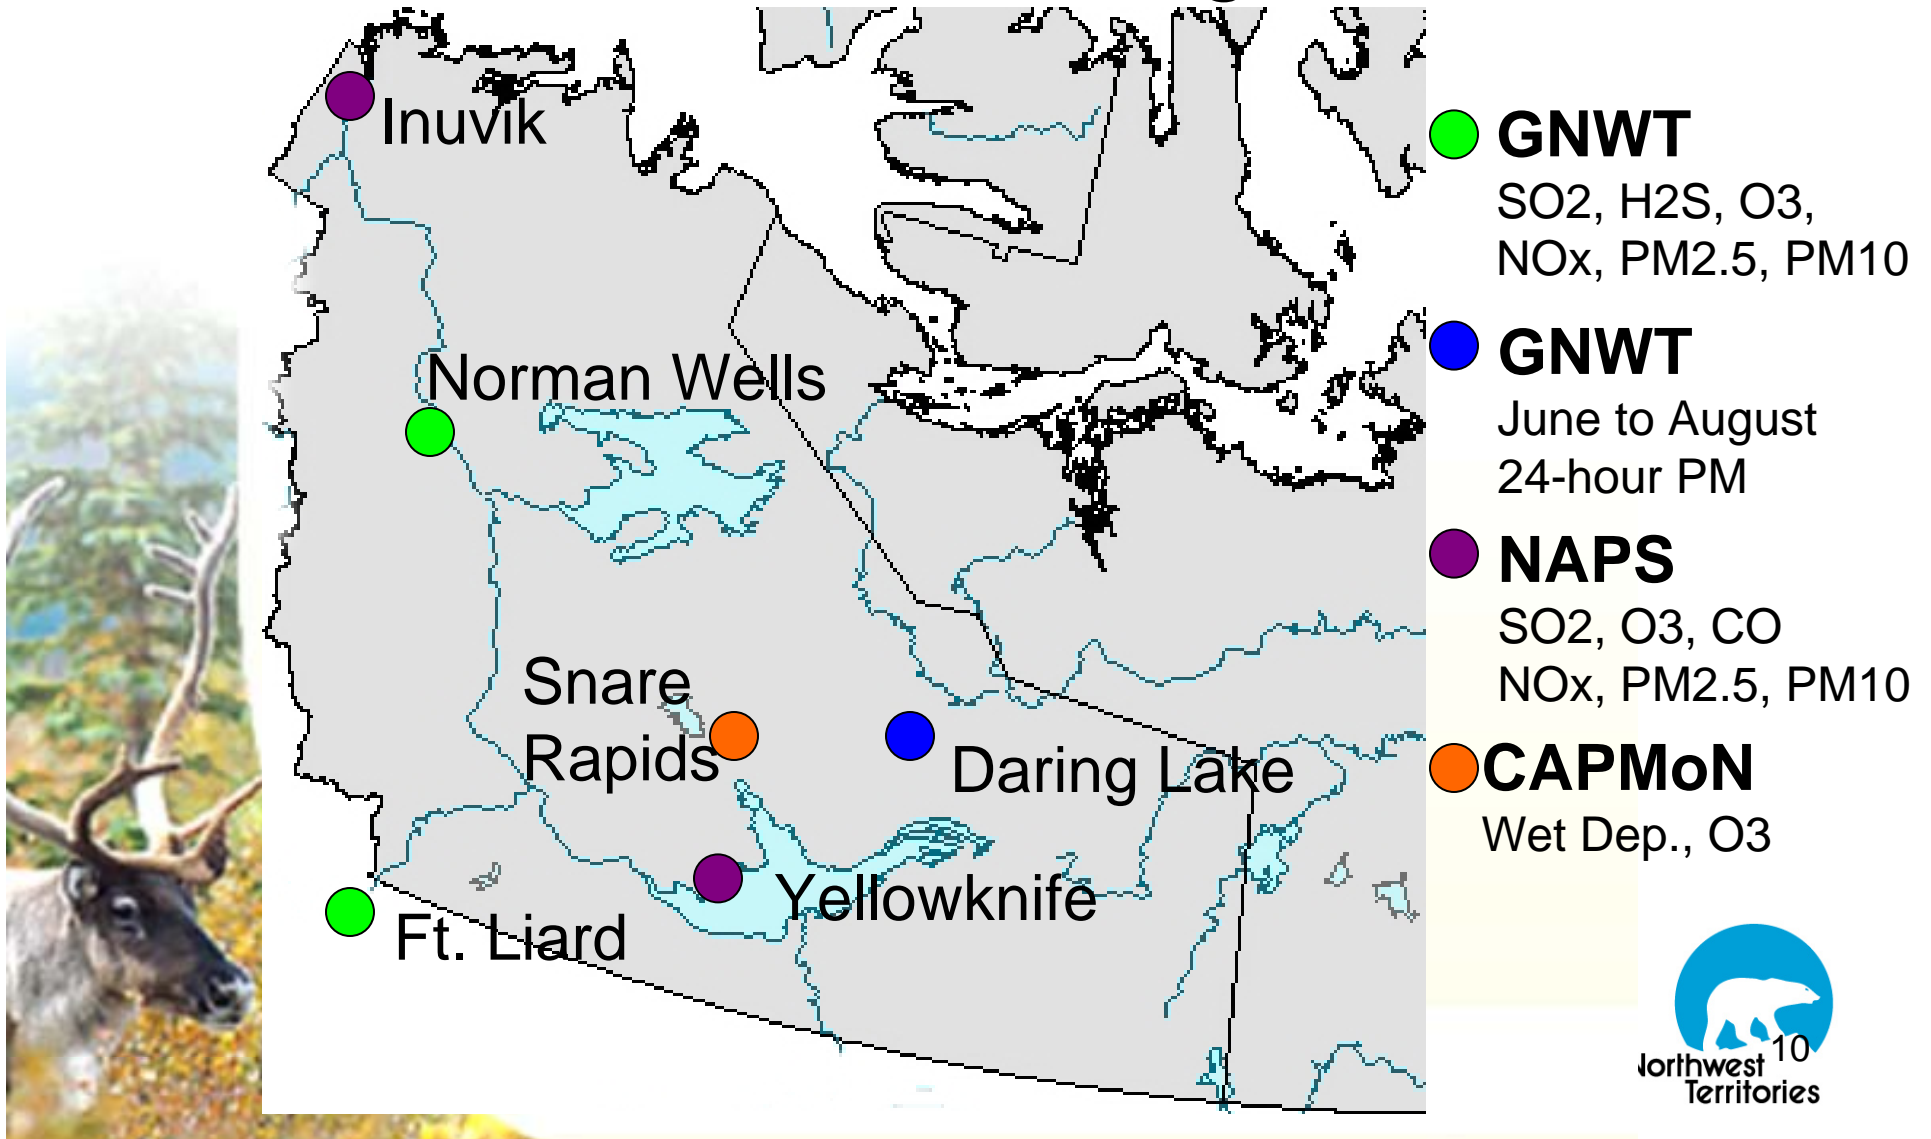 Inuvik
Norman Wells
Snare
Rapids
Daring Lake
Yellowknife
Ft. Liard
GNWT
SO2, H2S, O3,
NOx, PM2.5, PM10
GNWT
June to August
24-hour PM
NAPS
SO2, O3, CO
NOx, PM2.5, PM10
CAPMoN
Wet Dep., O3
10
Northwest
Territories